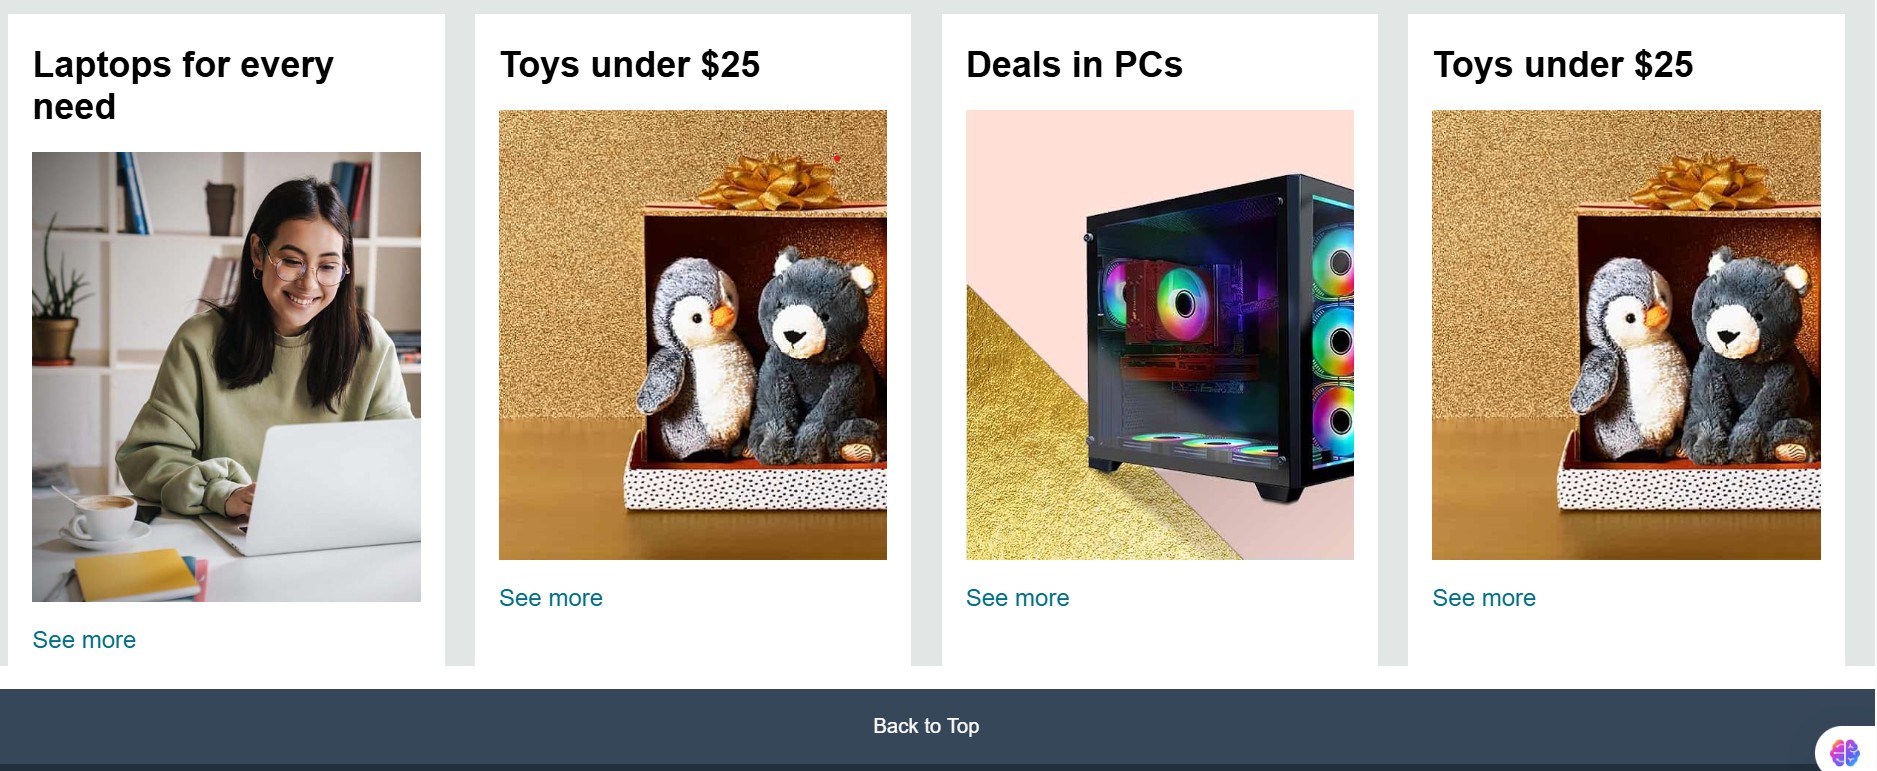 Laptops for every
need
See more
Toys under $25
See more
Deals in PCs
See more
Toys under $25
See more
Back to Top